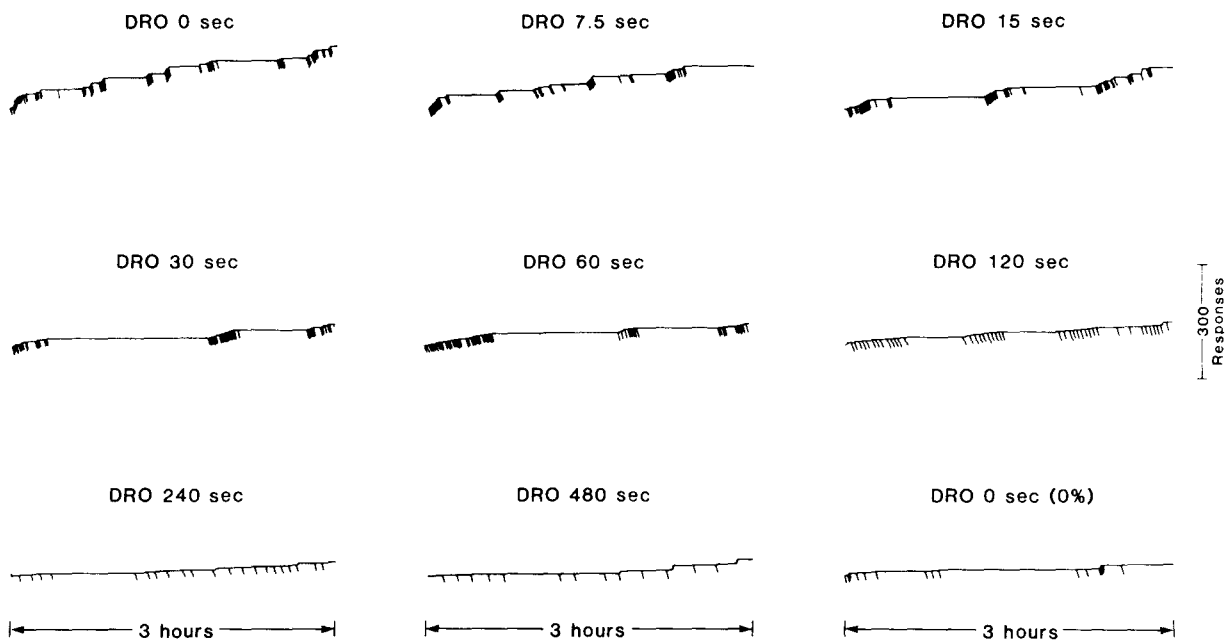 DRO 0 sec
DRO 7.5 sec
DRO 15 sec
DRO 30 sec
DRO 60 sec
DRO 120 sec
300
Responses
DRO 240 sec
DRO 480 sec
DRO 0 sec (0%)
3 hours
3 hours
3 hours